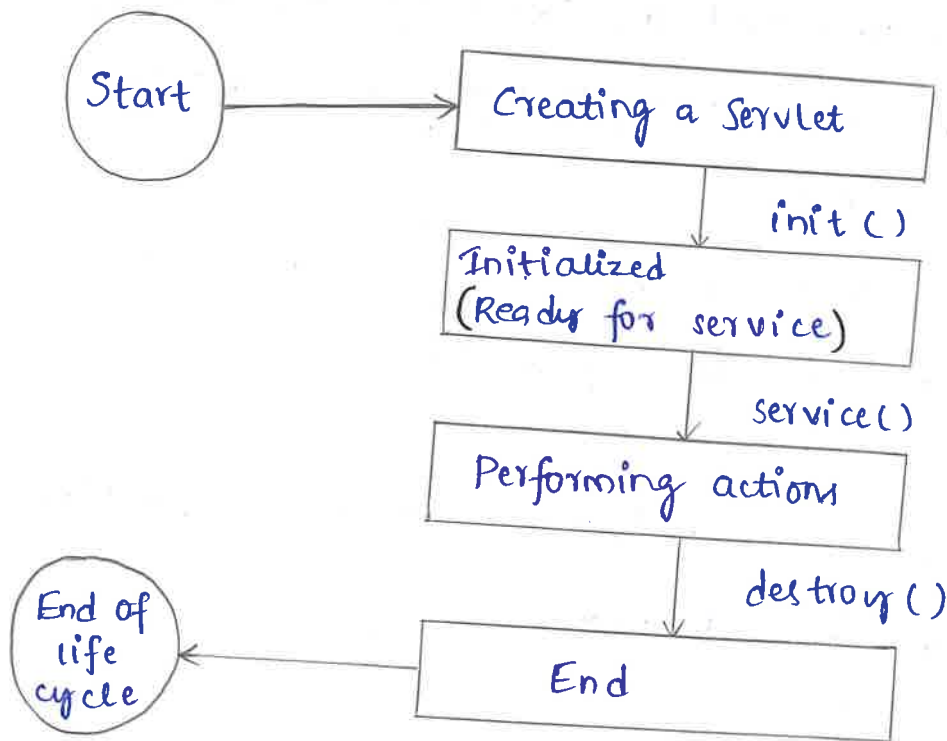 Start
Creating a Servlet
init()
Initialized
(Ready for service)
service()
Performing actions
destroy()
End
End of
life
cycle